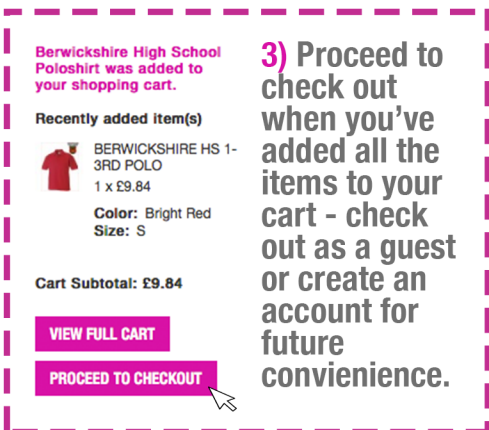 Berwickshire High School
Poloshirt was added to
your shopping cart.
Recently added item(s)
BERWICKSHIRE HS 1-
3RD POLO
1 x £9.84
Color: Bright Red
Size: S
Cart Subtotal: £9.84
VIEW FULL CART
PROCEED TO CHECKOUT
3) Proceed to
check out
when you’ve
added all the
items to your
cart - check
out as a guest
or create an
account for
future
convienience.